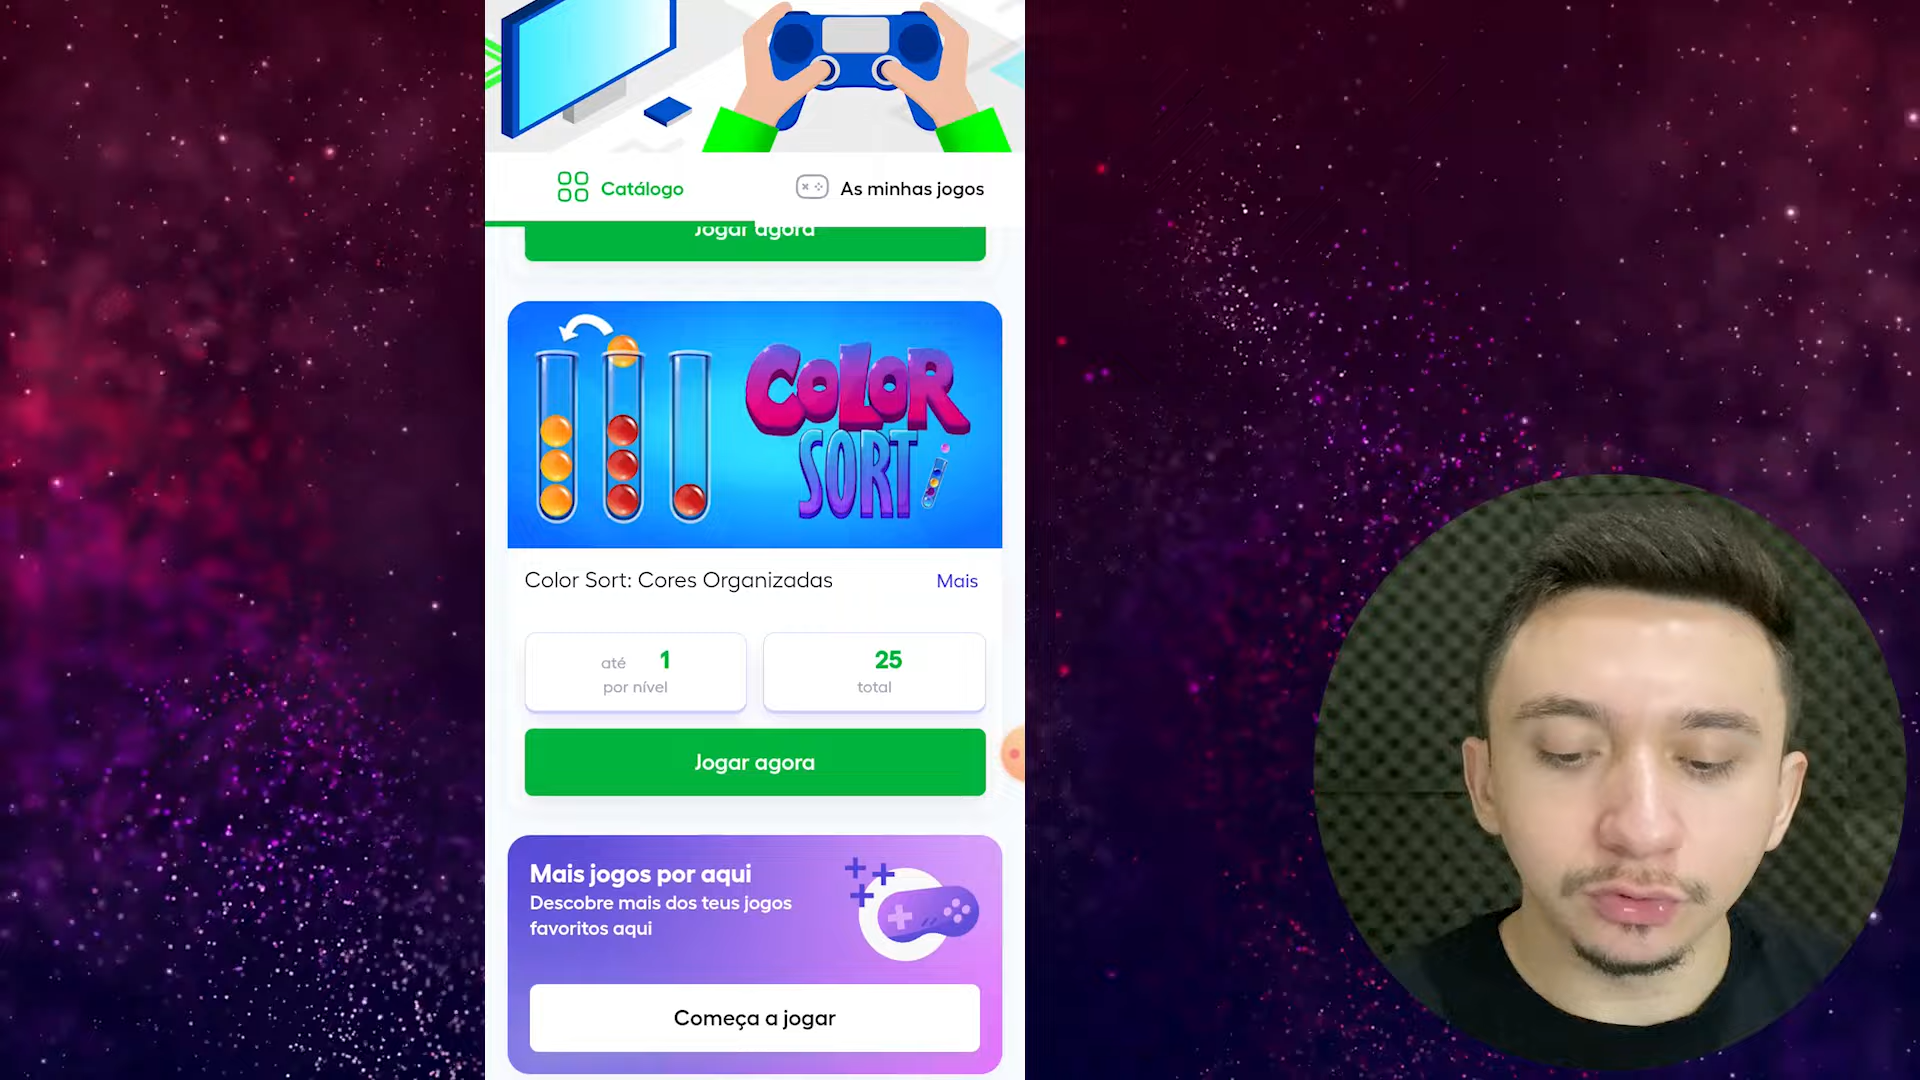 Catálogo
As minhas jogos
Jogar agora
COLOR
SORT
Color Sort: Cores Organizadas
Mais
até 1
por nível
25
total
Jogar agora
Mais jogos por aqui
Descobre mais dos teus jogos
favoritos aqui
Começa a jogar